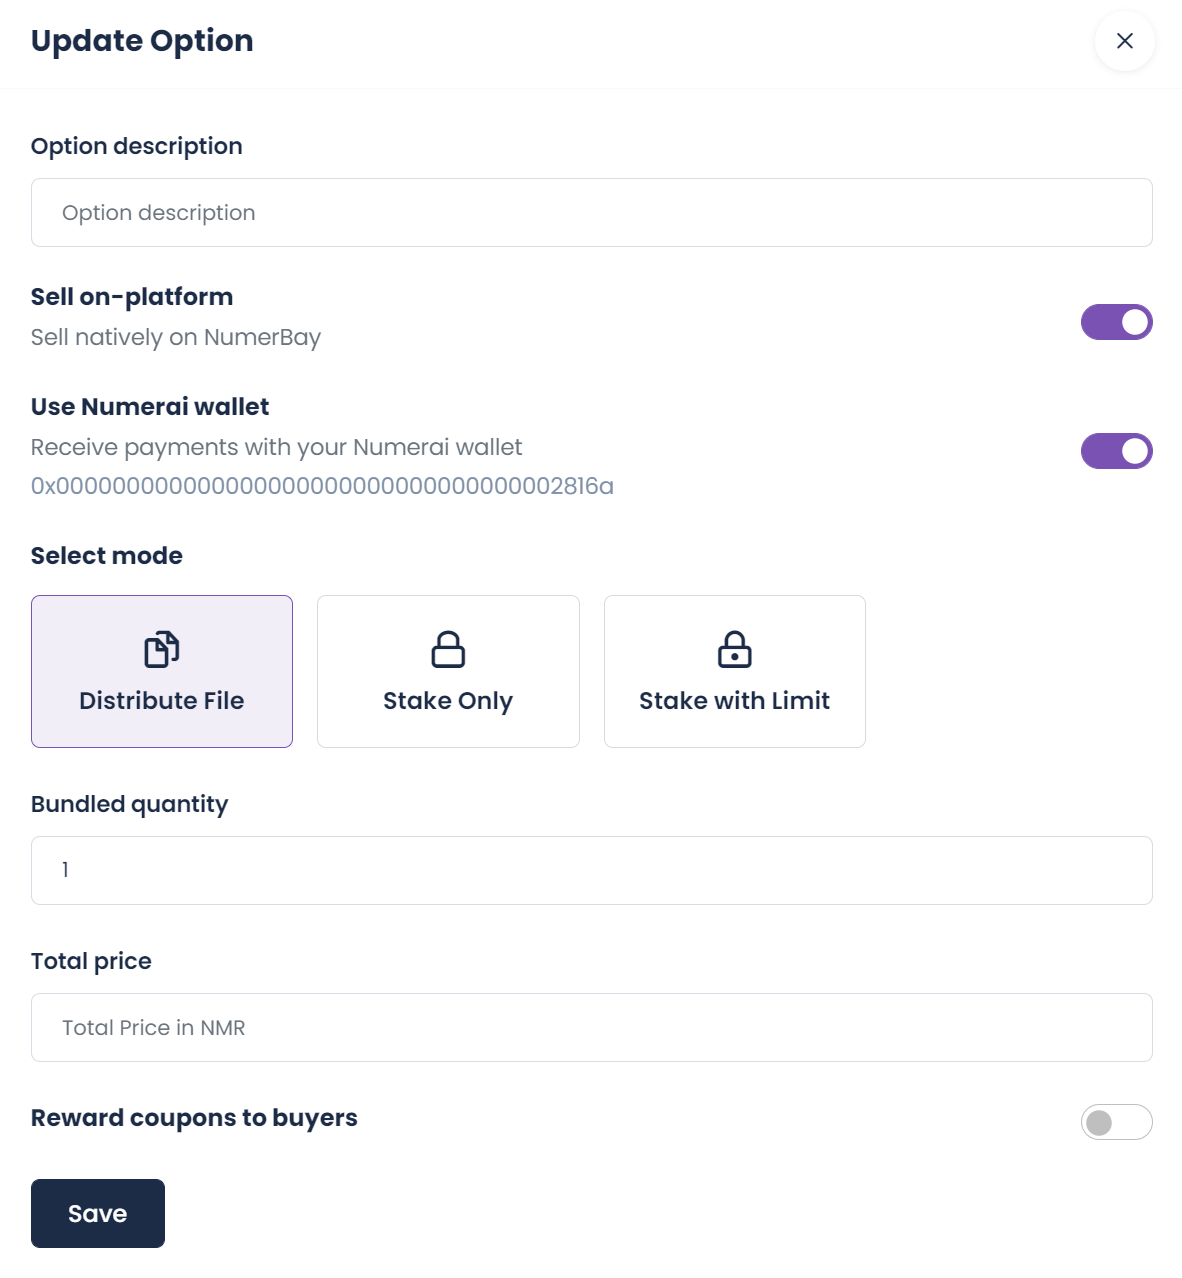 Update Option
Option description
Option description
Sell on-platform
Sell natively on NumerBay
Use Numerai wallet
Receive payments with your Numerai wallet
0x000000000000000000000000000000000002816a
Select mode
Distribute File
Stake Only
Stake with Limit
Bundled quantity
1
Total price
Total Price in NMR
Reward coupons to buyers
Save